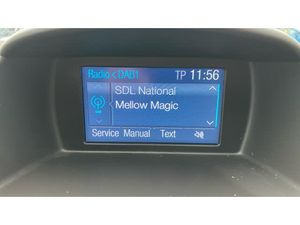 Radio < DAB1 TP 11:56
SDL National
Mellow Magic
Service Manual Text